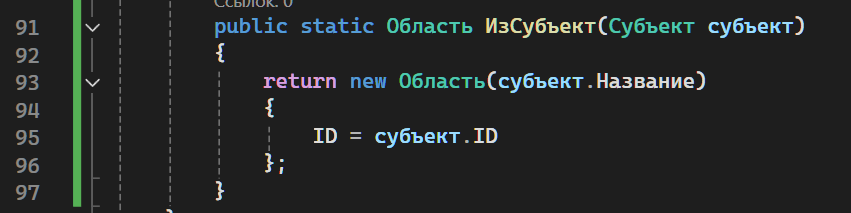 Ссылок: 0
91 public static Область ИзСубъект(Субъект субъект)
92 {
93 return new Область(субъект.Название)
94 {
95 ID = субъект.ID
96 };
97 }